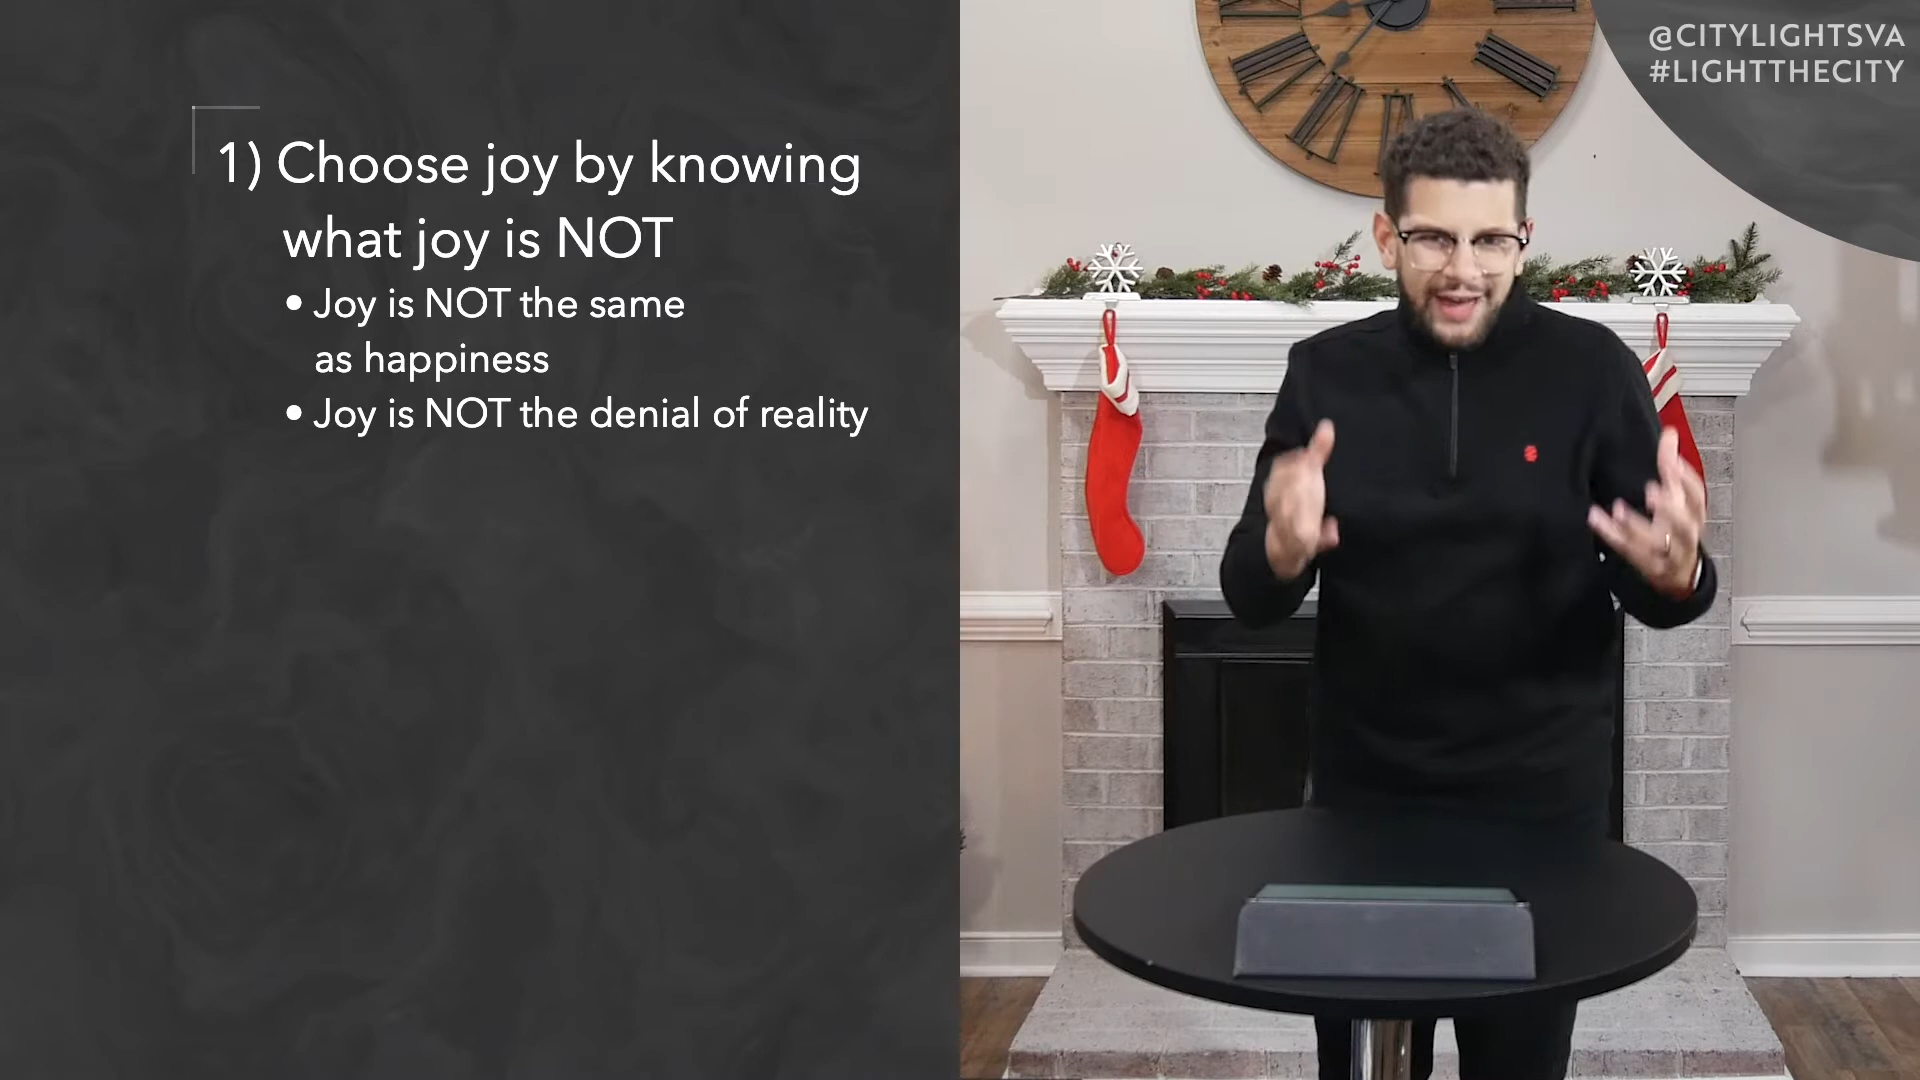 1) Choose joy by knowing
what joy is NOT
• Joy is NOT the same
as happiness
• Joy is NOT the denial of reality
@CITYLIGHTSVA
#LIGHTTHECITY